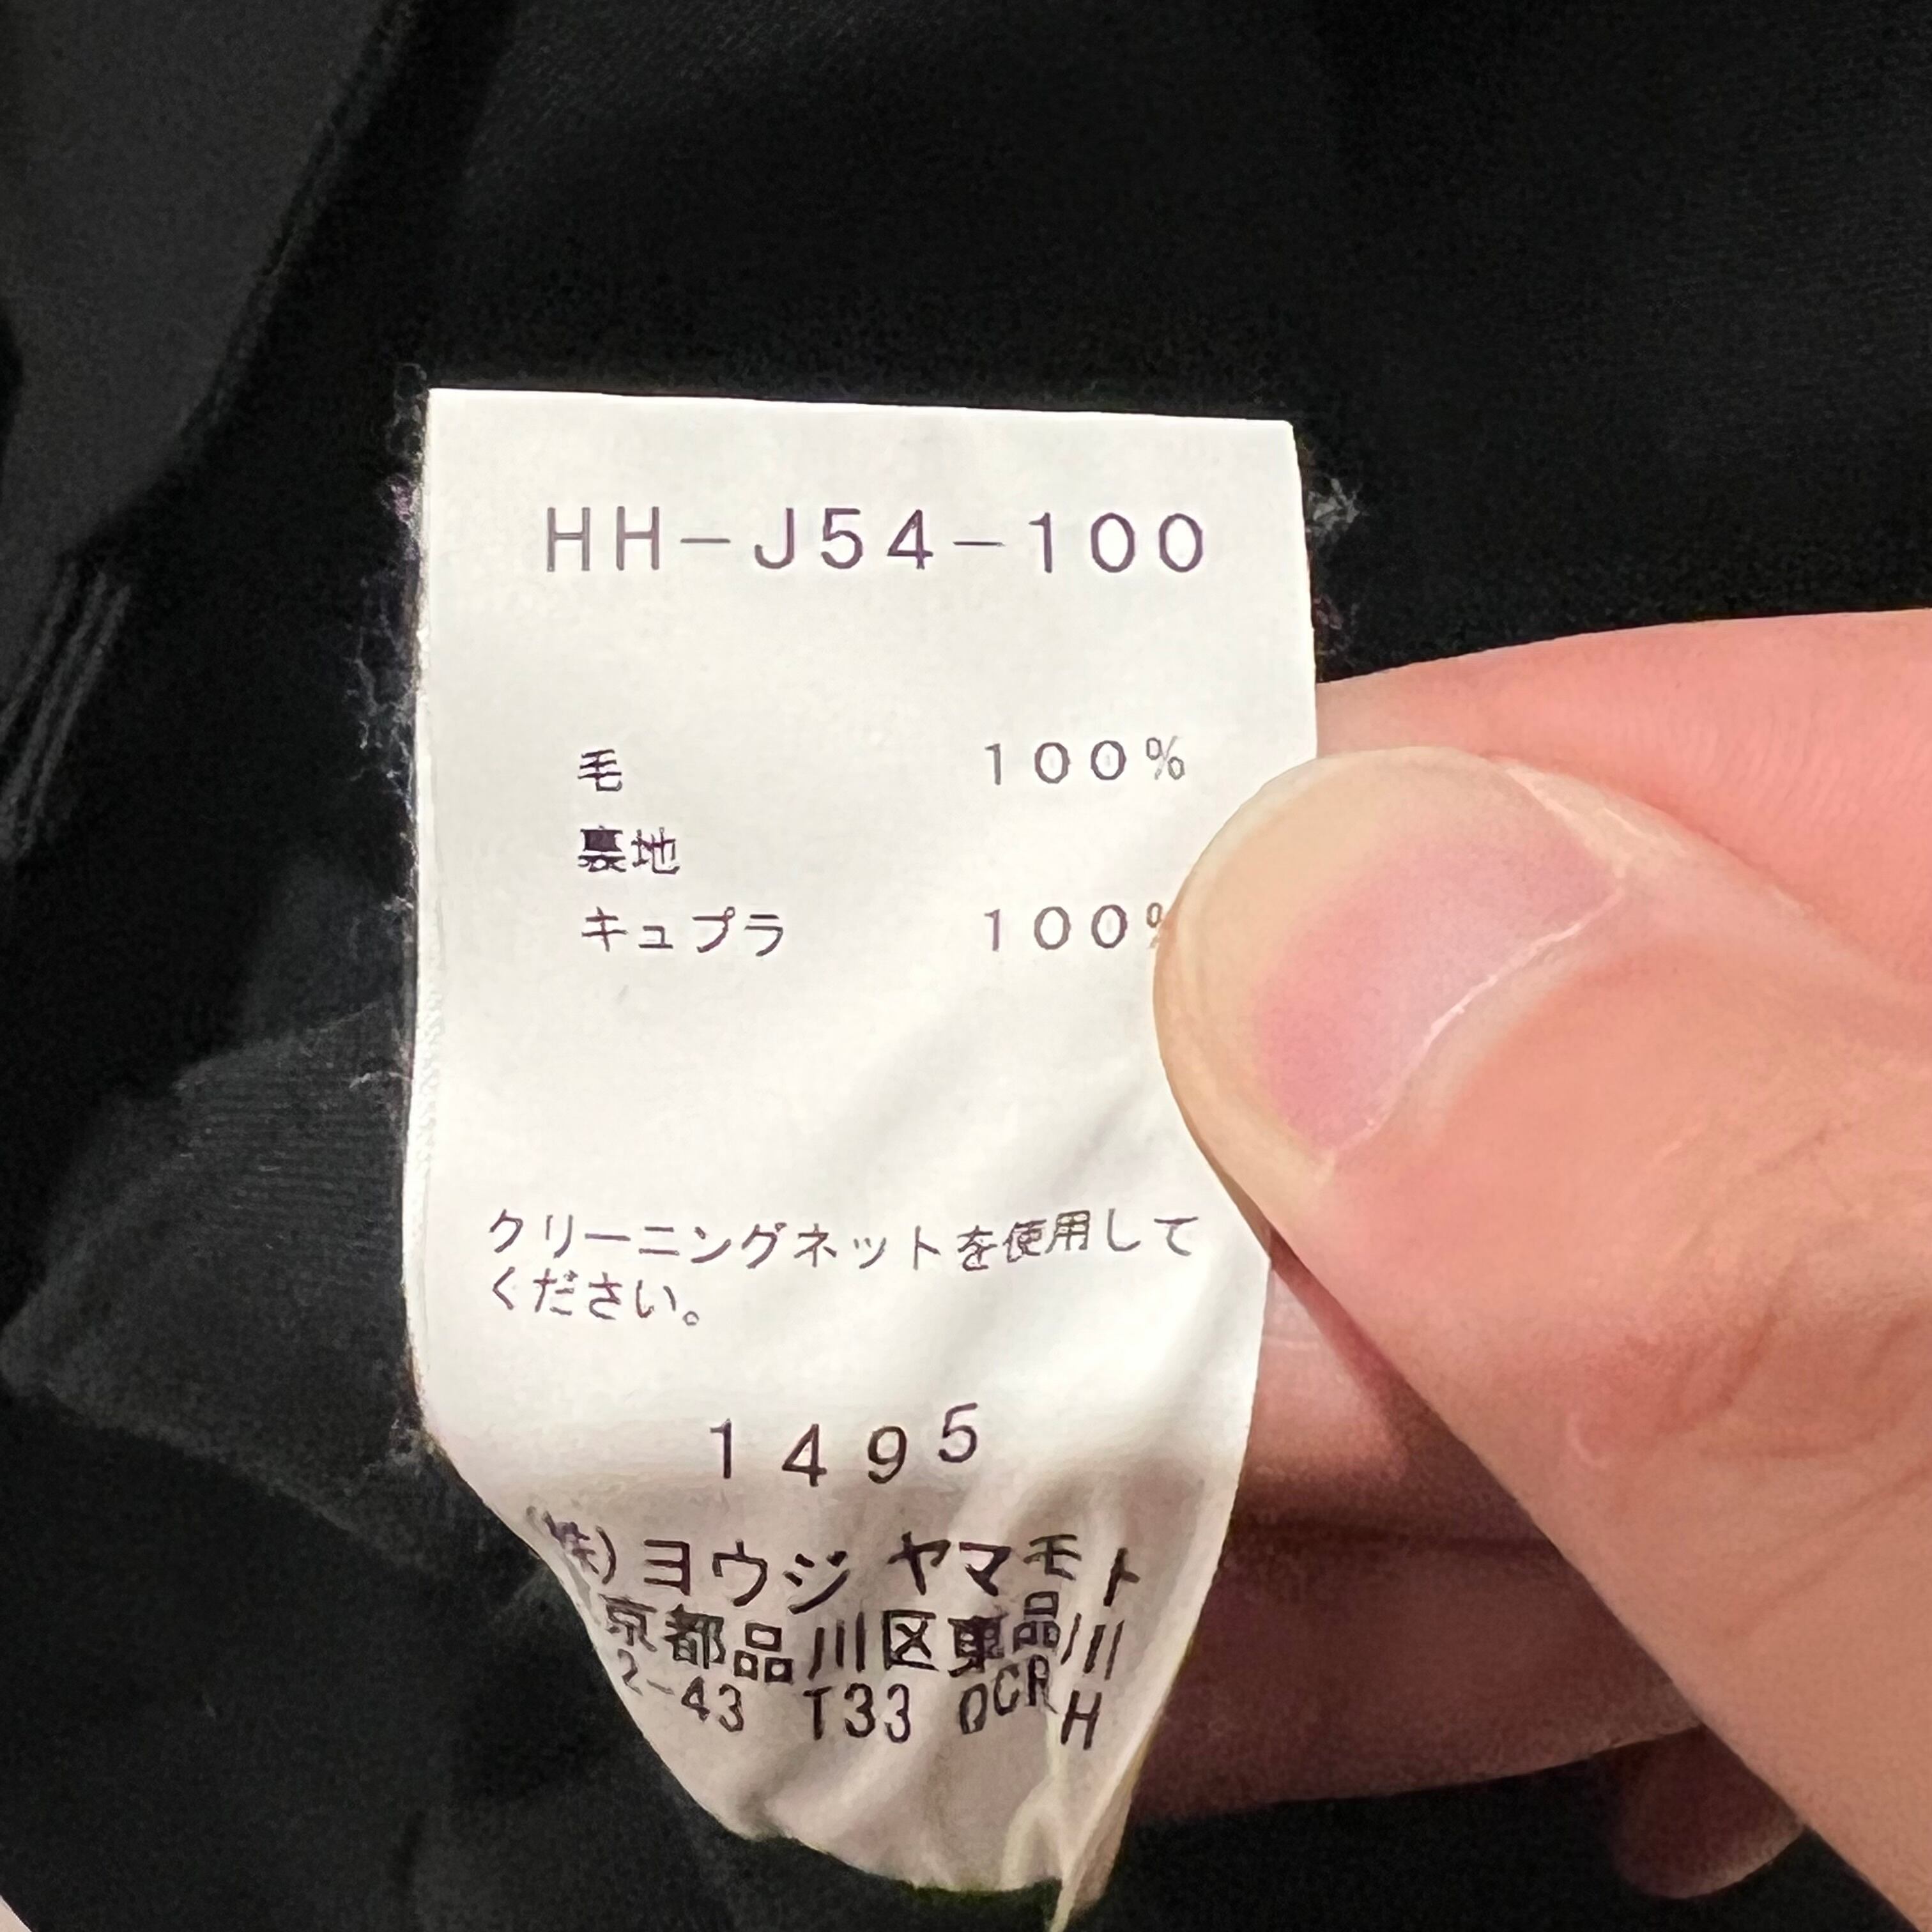 HH-J54-100
毛 100%
裏地
キュプラ 100%
クリーニングネットを使用して
ください。
1495
(株)ヨウジ ヤマモト
京都品川区東品川
2-43 T33 OCR H